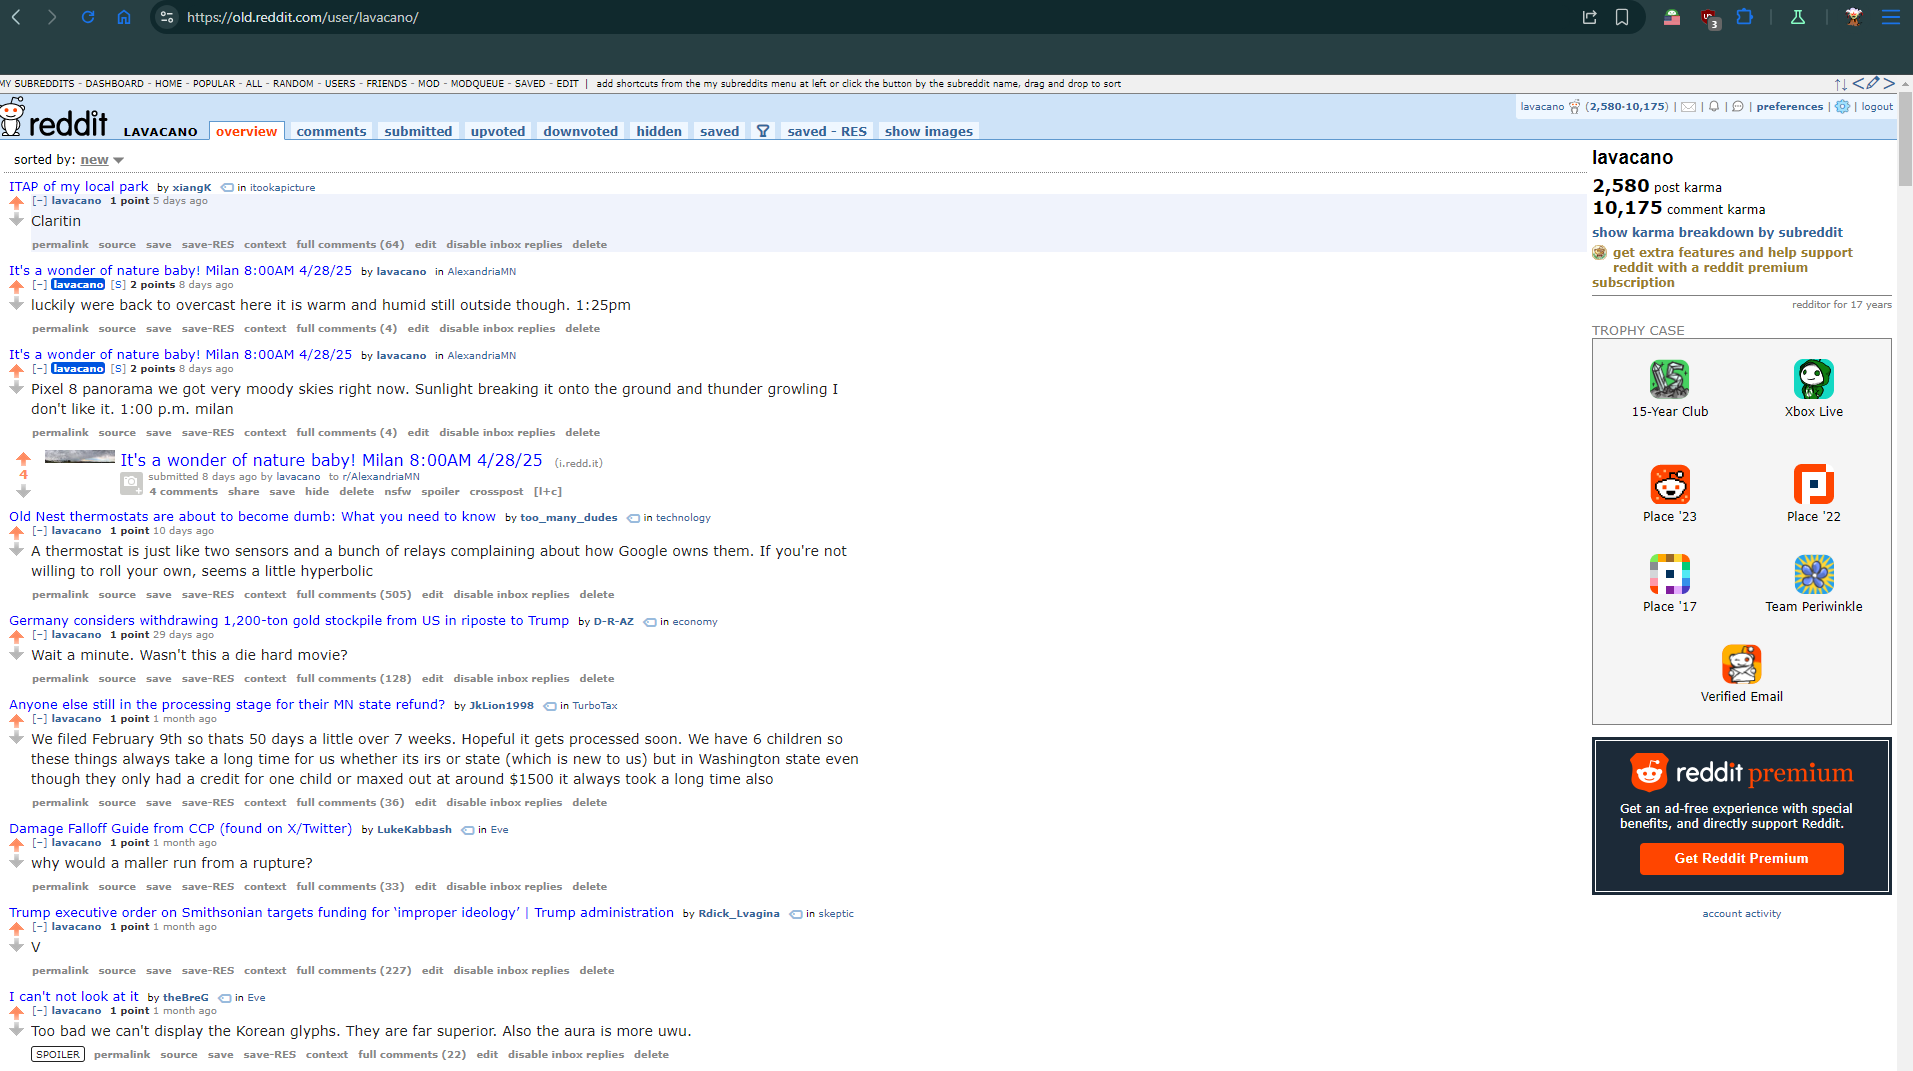 https://old.reddit.com/user/lavacano/
3
MY SUBREDDITS - DASHBOARD - HOME - POPULAR - ALL - RANDOM - USERS - FRIENDS - MOD - MODQUEUE - SAVED - EDIT | add shortcuts from the my subreddits menu at left or click the button by the subreddit name, drag and drop to sort
lavacano (2,580·10,175) | | | | preferences | | logout
reddit LAVACANO overview comments submitted upvoted downvoted hidden saved saved - RES show images
sorted by: new
ITAP of my local park by xiangK in itookapicture
[–] lavacano 1 point 5 days ago
Claritin
permalink source save save-RES context full comments (64) edit disable inbox replies delete
It's a wonder of nature baby! Milan 8:00AM 4/28/25 by lavacano in AlexandriaMN
[–] lavacano [S] 2 points 8 days ago
luckily were back to overcast here it is warm and humid still outside though. 1:25pm
permalink source save save-RES context full comments (4) edit disable inbox replies delete
It's a wonder of nature baby! Milan 8:00AM 4/28/25 by lavacano in AlexandriaMN
[–] lavacano [S] 2 points 8 days ago
Pixel 8 panorama we got very moody skies right now. Sunlight breaking it onto the ground and thunder growling I
don't like it. 1:00 p.m. milan
permalink source save save-RES context full comments (4) edit disable inbox replies delete
4
It's a wonder of nature baby! Milan 8:00AM 4/28/25 (i.redd.it)
submitted 8 days ago by lavacano to r/AlexandriaMN
4 comments share save hide delete nsfw spoiler crosspost [l+c]
Old Nest thermostats are about to become dumb: What you need to know by too_many_dudes in technology
[–] lavacano 1 point 10 days ago
A thermostat is just like two sensors and a bunch of relays complaining about how Google owns them. If you're not
willing to roll your own, seems a little hyperbolic
permalink source save save-RES context full comments (505) edit disable inbox replies delete
Germany considers withdrawing 1,200-ton gold stockpile from US in riposte to Trump by D-R-AZ in economy
[–] lavacano 1 point 29 days ago
Wait a minute. Wasn't this a die hard movie?
permalink source save save-RES context full comments (128) edit disable inbox replies delete
Anyone else still in the processing stage for their MN state refund? by JkLion1998 in TurboTax
[–] lavacano 1 point 1 month ago
We filed February 9th so thats 50 days a little over 7 weeks. Hopeful it gets processed soon. We have 6 children so
these things always take a long time for us whether its irs or state (which is new to us) but in Washington state even
though they only had a credit for one child or maxed out at around $1500 it always took a long time also
permalink source save save-RES context full comments (36) edit disable inbox replies delete
Damage Falloff Guide from CCP (found on X/Twitter) by LukeKabbash in Eve
[–] lavacano 1 point 1 month ago
why would a maller run from a rupture?
permalink source save save-RES context full comments (33) edit disable inbox replies delete
Trump executive order on Smithsonian targets funding for ‘improper ideology’ | Trump administration by Rdick_Lvagina in skeptic
[–] lavacano 1 point 1 month ago
V
permalink source save save-RES context full comments (227) edit disable inbox replies delete
I can't not look at it by theBreG in Eve
[–] lavacano 1 point 1 month ago
Too bad we can't display the Korean glyphs. They are far superior. Also the aura is more uwu.
SPOILER permalink source save save-RES context full comments (22) edit disable inbox replies delete
lavacano
2,580 post karma
10,175 comment karma
show karma breakdown by subreddit
get extra features and help support
reddit with a reddit premium
subscription
redditor for 17 years
TROPHY CASE
15-Year Club Xbox Live
Place '23 Place '22
Place '17 Team Periwinkle
Verified Email
reddit premium
Get an ad-free experience with special
benefits, and directly support Reddit.
Get Reddit Premium
account activity